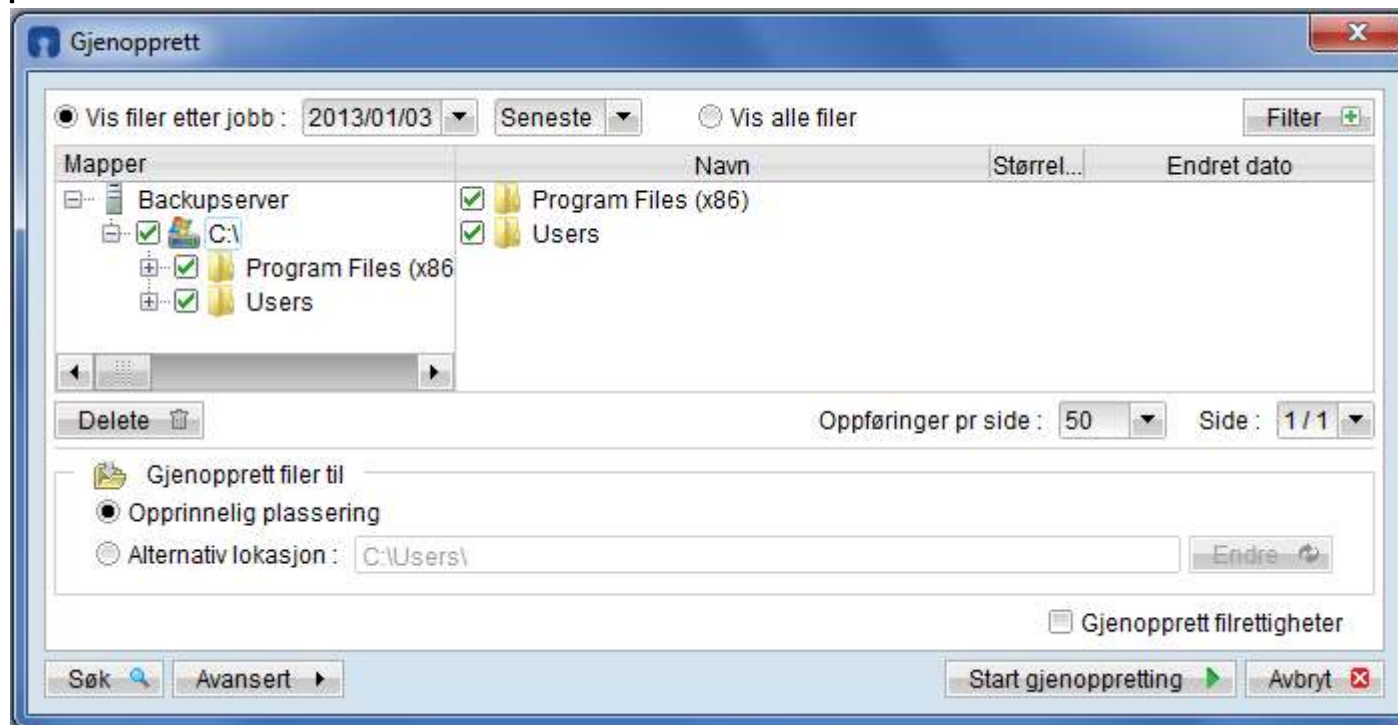 Gjenopprett
Vis filer etter jobb : 2013/01/03 Seneste Vis alle filer Filter
Mapper Navn Størrel... Endret dato
Backupserver Program Files (x86)
C:\ Users
Program Files (x86
Users
Delete Oppføringer pr side : 50 Side : 1 / 1
Gjenopprett filer til
Opprinnelig plassering
Alternativ lokasjon : C:\Users\ Endre
Gjenopprett filrettigheter
Søk Avansert Start gjenoppretting Avbryt